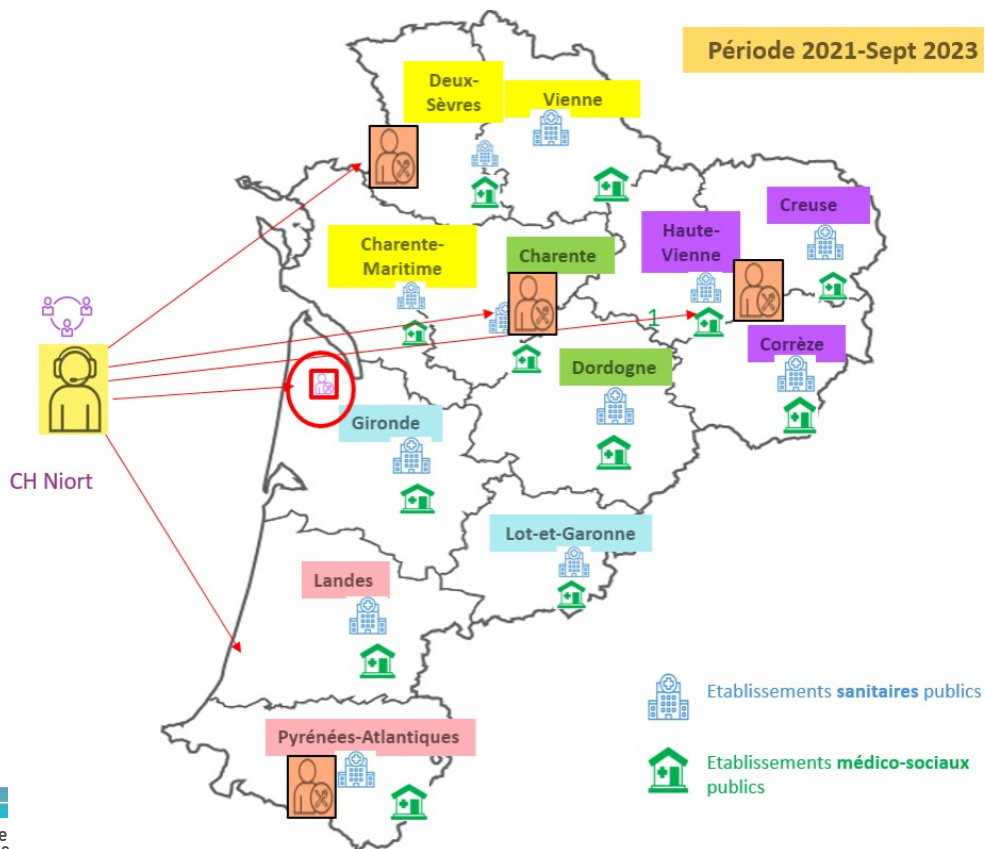 Période 2021-Sept 2023
Deux-
Sèvres
Vienne
Creuse
Haute-
Vienne
Charente-
Maritime
Charente
1
Corrèze
Dordogne
Gironde
CH Niort
Lot-et-Garonne
Landes
Etablissements sanitaires publics
Pyrénées-Atlantiques
Etablissements médico-sociaux
publics
e